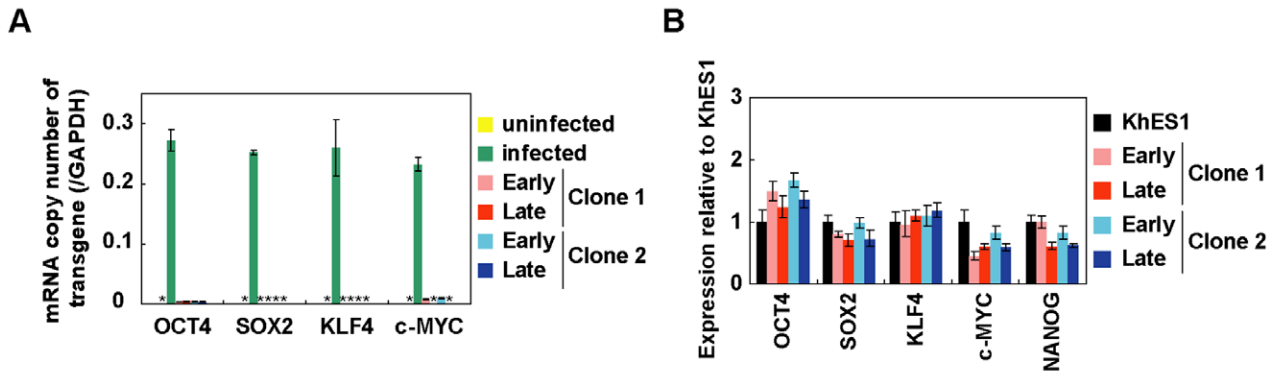 A
mRNA copy number of
transgene (/GAPDH)
0.3
0.2
0.1
0
* * **** * **** * * *
OCT4 SOX2 KLF4 c-MYC
uninfected
infected
Early
Late
Clone 1
Early
Late
Clone 2
B
Expression relative to KhES1
3
2
1
0
OCT4
SOX2
KLF4
c-MYC
NANOG
KhES1
Early
Late
Clone 1
Early
Late
Clone 2